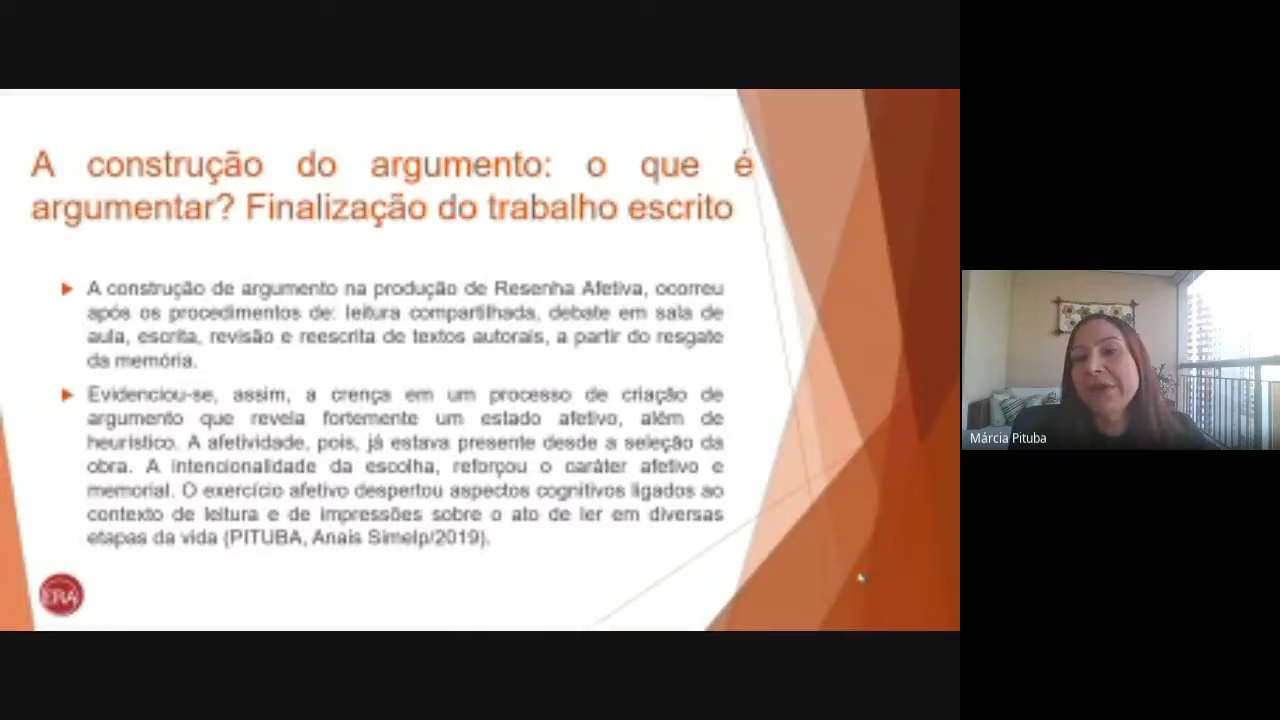 A construção do argumento: o que é
argumentar? Finalização do trabalho escrito
A construção de argumento na produção de Resenha Afetiva, ocorreu
após os procedimentos de: leitura compartilhada, debate em sala de
aula, escrita, revisão e reescrita de textos autorais, a partir do resgate
da memória.
Evidenciou-se, assim, a crença em um processo de criação de
argumento que revela fortemente um estado afetivo, além de
heurístico. A afetividade, pois, já estava presente desde a seleção da
obra. A intencionalidade da escolha, reforçou o caráter afetivo e
memorial. O exercício afetivo despertou aspectos cognitivos ligados ao
contexto de leitura e de impressões sobre o ato de ler em diversas
etapas da vida (PITUBA, Anais Simelp/2019).
ERA
Márcia Pituba